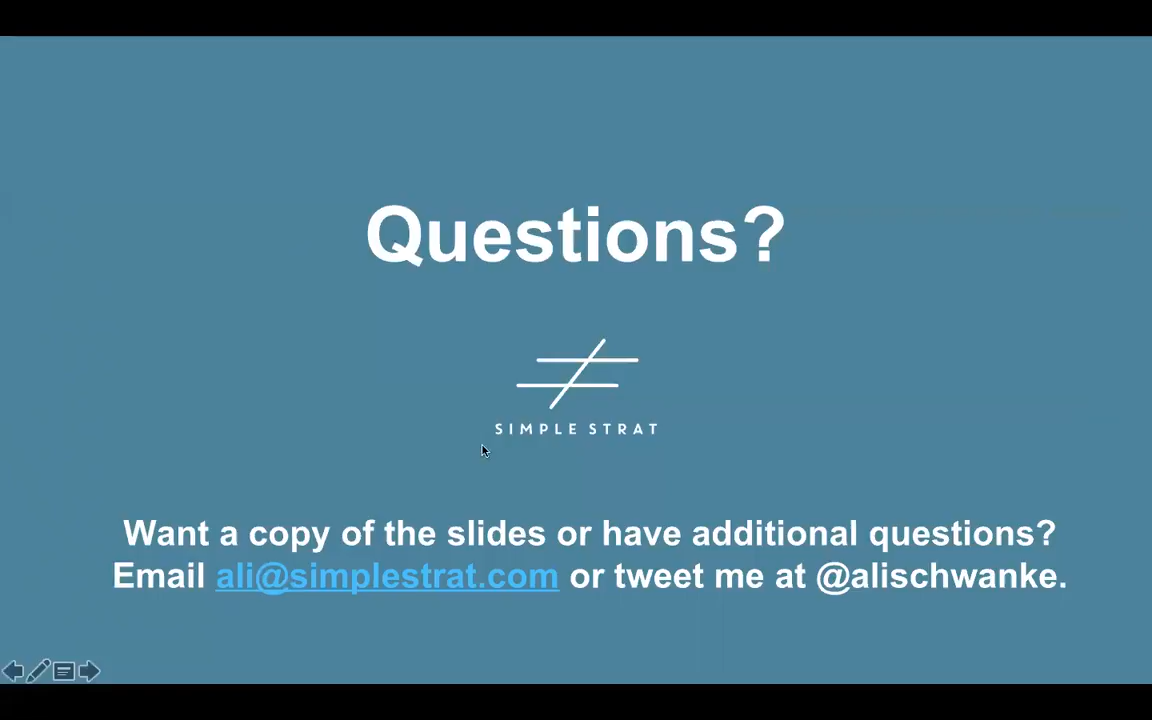 Questions?
SIMPLE STRAT
Want a copy of the slides or have additional questions?
Email ali@simplestrat.com or tweet me at @alischwanke.